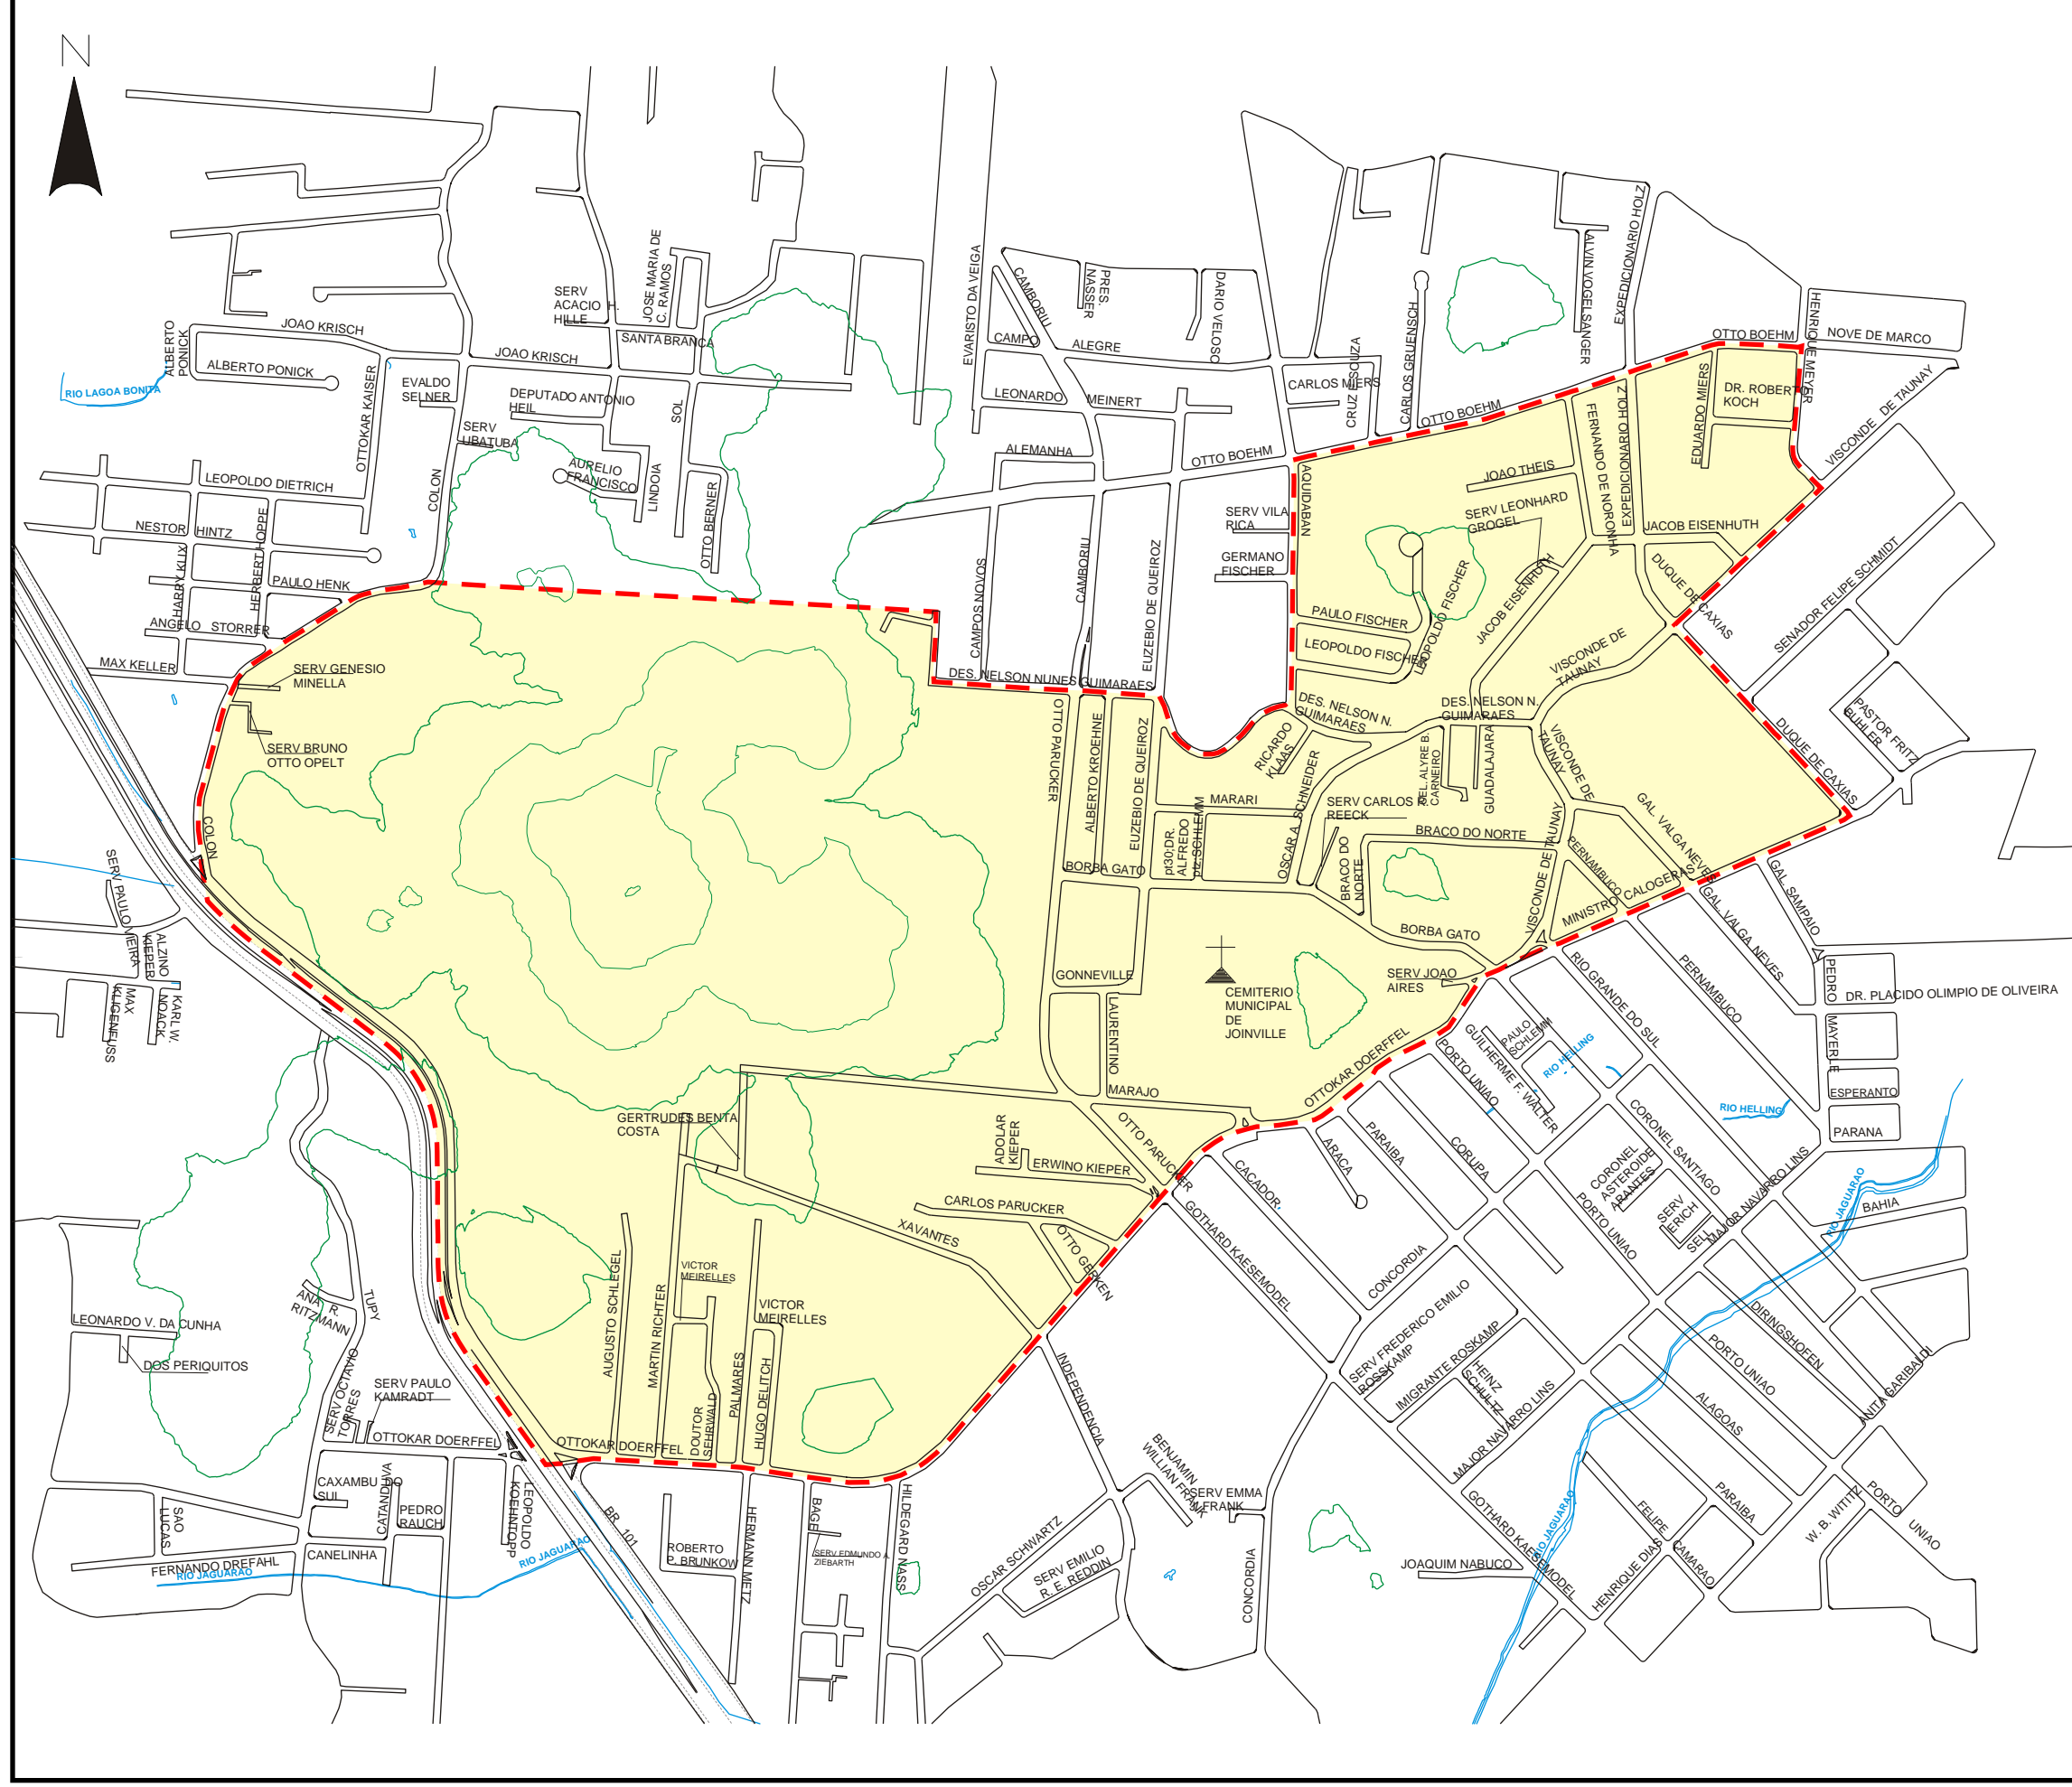 N
EXPEDICIONARIO HOLZ
ALVIN VOGELSANGER
JOSE MARIA DE
C. RAMOS
SERV
ACACIO H.
HILLE
SANTA BRANCA
EVARISTO DA VEIGA
CAMBORIU
PRES.
NASSER
DARIO VELOSO
CAMPO
ALEGRE
CARLOS GRUENSCH
CRUZ E SOUZA
CARLOS MIERS
OTTO BOEHM
HENRIQUE MEYER
NOVE DE MARCO
ALBERTO
PONICK
JOAO KRISCH
ALBERTO PONICK
JOAO KRISCH
RIO LAGOA BONITA
OTTOKAR KAISER
EVALDO
SELNER
DEPUTADO ANTONIO
HEIL
SERV
UBATUBA
SOL
AURELIO
FRANCISCO
LINDOIA
OTTO BERNER
COLON
LEONARDO
MEINERT
ALEMANHA
OTTO BOEHM
OTTO BOEHM
DR. ROBERTO
KOCH
EDUARDO MIERS
VISCONDE DE TAUNAY
LEOPOLDO DIETRICH
NESTOR HINTZ
HARRY KLIX
HERBERT HOPPE
PAULO HENK
ANGELO STORRER
MAX KELLER
SERV GENESIO
MINELLA
SERV BRUNO
OTTO OPELT
COLON
SERV VILA
RICA
GERMANO
FISCHER
AQUIDABAN
JOAO THEIS
SERV LEONHARD
GROGEL
FERNANDO DE NORONHA
EXPEDICIONARIO HOLZ
JACOB EISENHUTH
JACOB EISENHUTH
DUQUE DE CAXIAS
SENADOR FELIPE SCHMIDT
PAULO FISCHER
LEOPOLDO FISCHER
LEOPOLDO FISCHER
CAMPOS NOVOS
CAMBORIU
EUZEBIO DE QUEIROZ
DES. NELSON NUNES GUIMARAES
VISCONDE DE
TAUNAY
DES. NELSON N.
GUIMARAES
DES. NELSON N.
GUIMARAES
RICARDO
KLAAS
PASTOR FRITZ
BUHLER
DUQUE DE CAXIAS
OTTO PARUCKER
ALBERTO KROEHNE
EUZEBIO DE QUEIROZ
MARARI
pt30;DR.
ALFREDO
ptz;SCHLEMM
OSCAR A. SCHNEIDER
SERV CARLOS R.
REECK
CEL. ALYRE B.
CARNEIRO
GUADALAJARA
VISCONDE DE
TAUNAY
BRACO DO NORTE
BRACO DO
NORTE
GAL. VALGA NEVES
PERNAMBUCO
VISCONDE DE TAUNAY
MINISTRO CALOGERAS
BORBA GATO
BORBA GATO
GAL. SAMPAIO
GAL. VALGA NEVES
SERV PAULO VIEIRA
ALZINO
KIEPER
MAX
KLIGENFUSS
KARL W.
NOACK
GONNEVILLE
LAURENTINO
CEMITERIO
MUNICIPAL
DE
JOINVILLE
SERV JOAO
AIRES
RIO GRANDE DO SUL
PERNAMBUCO
PEDRO
MAYERLE
DR. PLACIDO OLIMPIO DE OLIVEIRA
ESPERANTO
PARANA
PAULO
SCHLEMM
GUILHERME F. WALTER
RIO HELLING
RIO HELLING
PORTO UNIAO
OTTOKAR DOERFFEL
MARAJO
GERTRUDES BENTA
COSTA
OTTO PARUCKER
ADOLAR
KIEPER
ERWINO KIEPER
CARLOS PARUCKER
XAVANTES
OTTO GERKEN
ARACA
PARAIBA
CORUPA
CACADOR
CORONEL SANTIAGO
CORONEL
ASTEROIDE
ARANTES
SERV
ERICH
SELL
MAJOR NAVARRO LINS
PORTO UNIAO
RIO JAGUARAO
BAHIA
GOTHARD KAESEMODEL
CONCORDIA
AUGUSTO SCHLEGEL
MARTIN RICHTER
VICTOR
MEIRELLES
VICTOR
MEIRELLES
PALMARES
DOUTOR
SEHRWALD
HUGO DELITCH
OTTOKAR DOERFFEL
TUPY
ANA R.
RITZMANN
LEONARDO V. DA CUNHA
DOS PERIQUITOS
SERV OCTAVIO
TORRES
SERV PAULO
KAMRADT
OTTOKAR DOERFFEL
CAXAMBU DO
SUL
CATANDUVA
PEDRO
RAUCH
CANELINHA
LEOPOLDO
KOEHNTOPP
SAO
LUCAS
FERNANDO DREFAHL
RIO JAGUARAO
RIO JAGUARAO
BR 101
ROBERTO
P. BRUNKOW
HERMANN METZ
BAGE
SERV EDMUNDO A.
ZIEBARTH
HILDEGARD NASS
INDEPENDENCIA
BENJAMIN
WILLIAN FRANK
SERV EMMA
M.FRANK
OSCAR SCHWARTZ
SERV EMILIO
R. E. REDDIN
CONCORDIA
SERV FREDERICO EMILIO
ROSSKAMP
IMIGRANTE ROSKAMP
HEINZ
SCHULTZ
MAJOR NAVARRO LINS
GOTHARD KAESEMODEL
JOAQUIM NABUCO
HENRIQUE DIAS
FELIPE
CAMARAO
RIO JAGUARAO
DIRINGSHOFEN
PORTO UNIAO
ALAGOAS
PARAIBA
ANITA GARIBALDI
W. B. WITITZ
PORTO
UNIAO